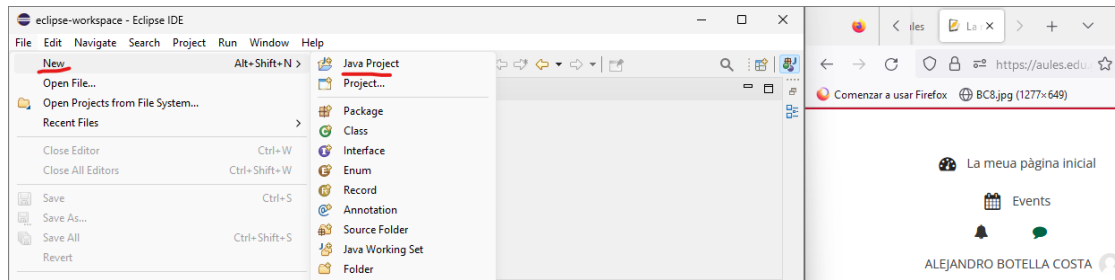 eclipse-workspace - Eclipse IDE
File Edit Navigate Search Project Run Window Help
New Alt+Shift+N >
Open File...
Open Projects from File System...
Recent Files >
Close Editor Ctrl+W
Close All Editors Ctrl+Shift+W
Save Ctrl+S
Save As...
Save All Ctrl+Shift+S
Revert
Java Project
Project...
Package
Class
Interface
Enum
Record
Annotation
Source Folder
Java Working Set
Folder
La
https://aules.edu.
Comenzar a usar Firefox BC8.jpg (1277×649)
La meua pàgina inicial
Events
ALEJANDRO BOTELLA COSTA